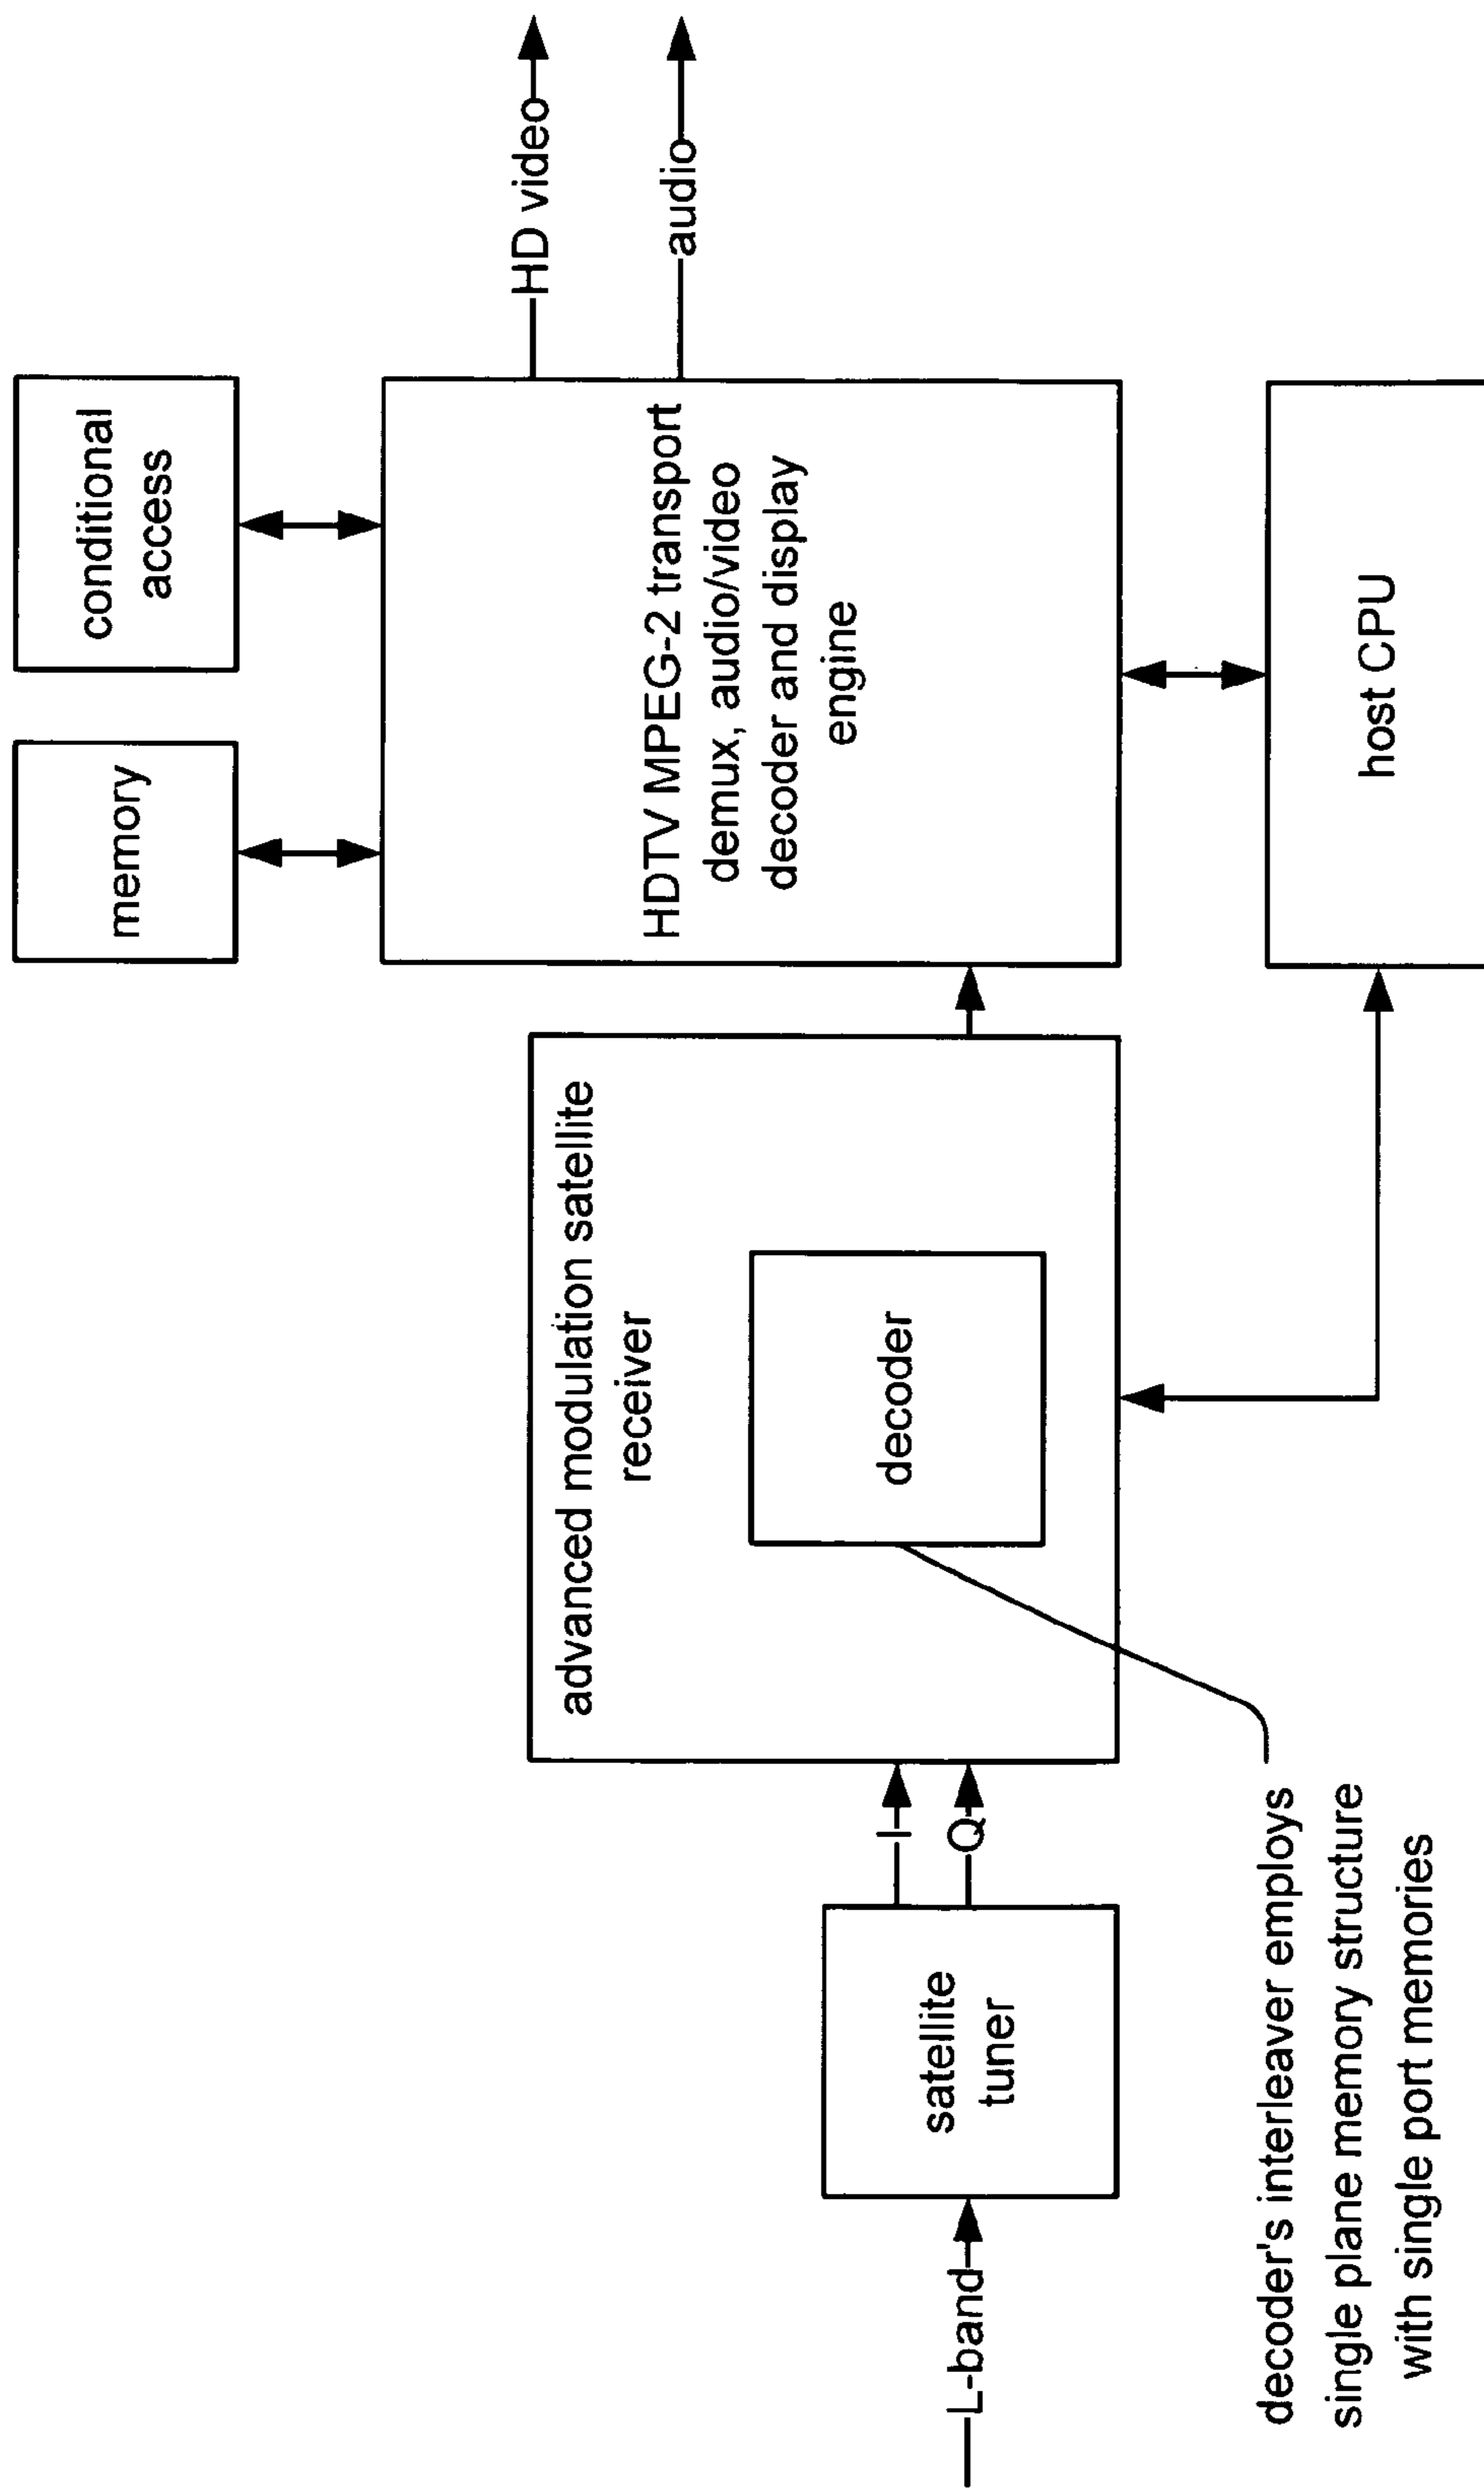 memory
conditional
access
advanced modulation satellite
receiver
decoder
HDTV MPEG-2 transport
demux, audio/video
decoder and display
engine
HD video
audio
L-band
satellite
tuner
I
Q
host CPU
decoder's interleaver employs
single plane memory structure
with single port memories